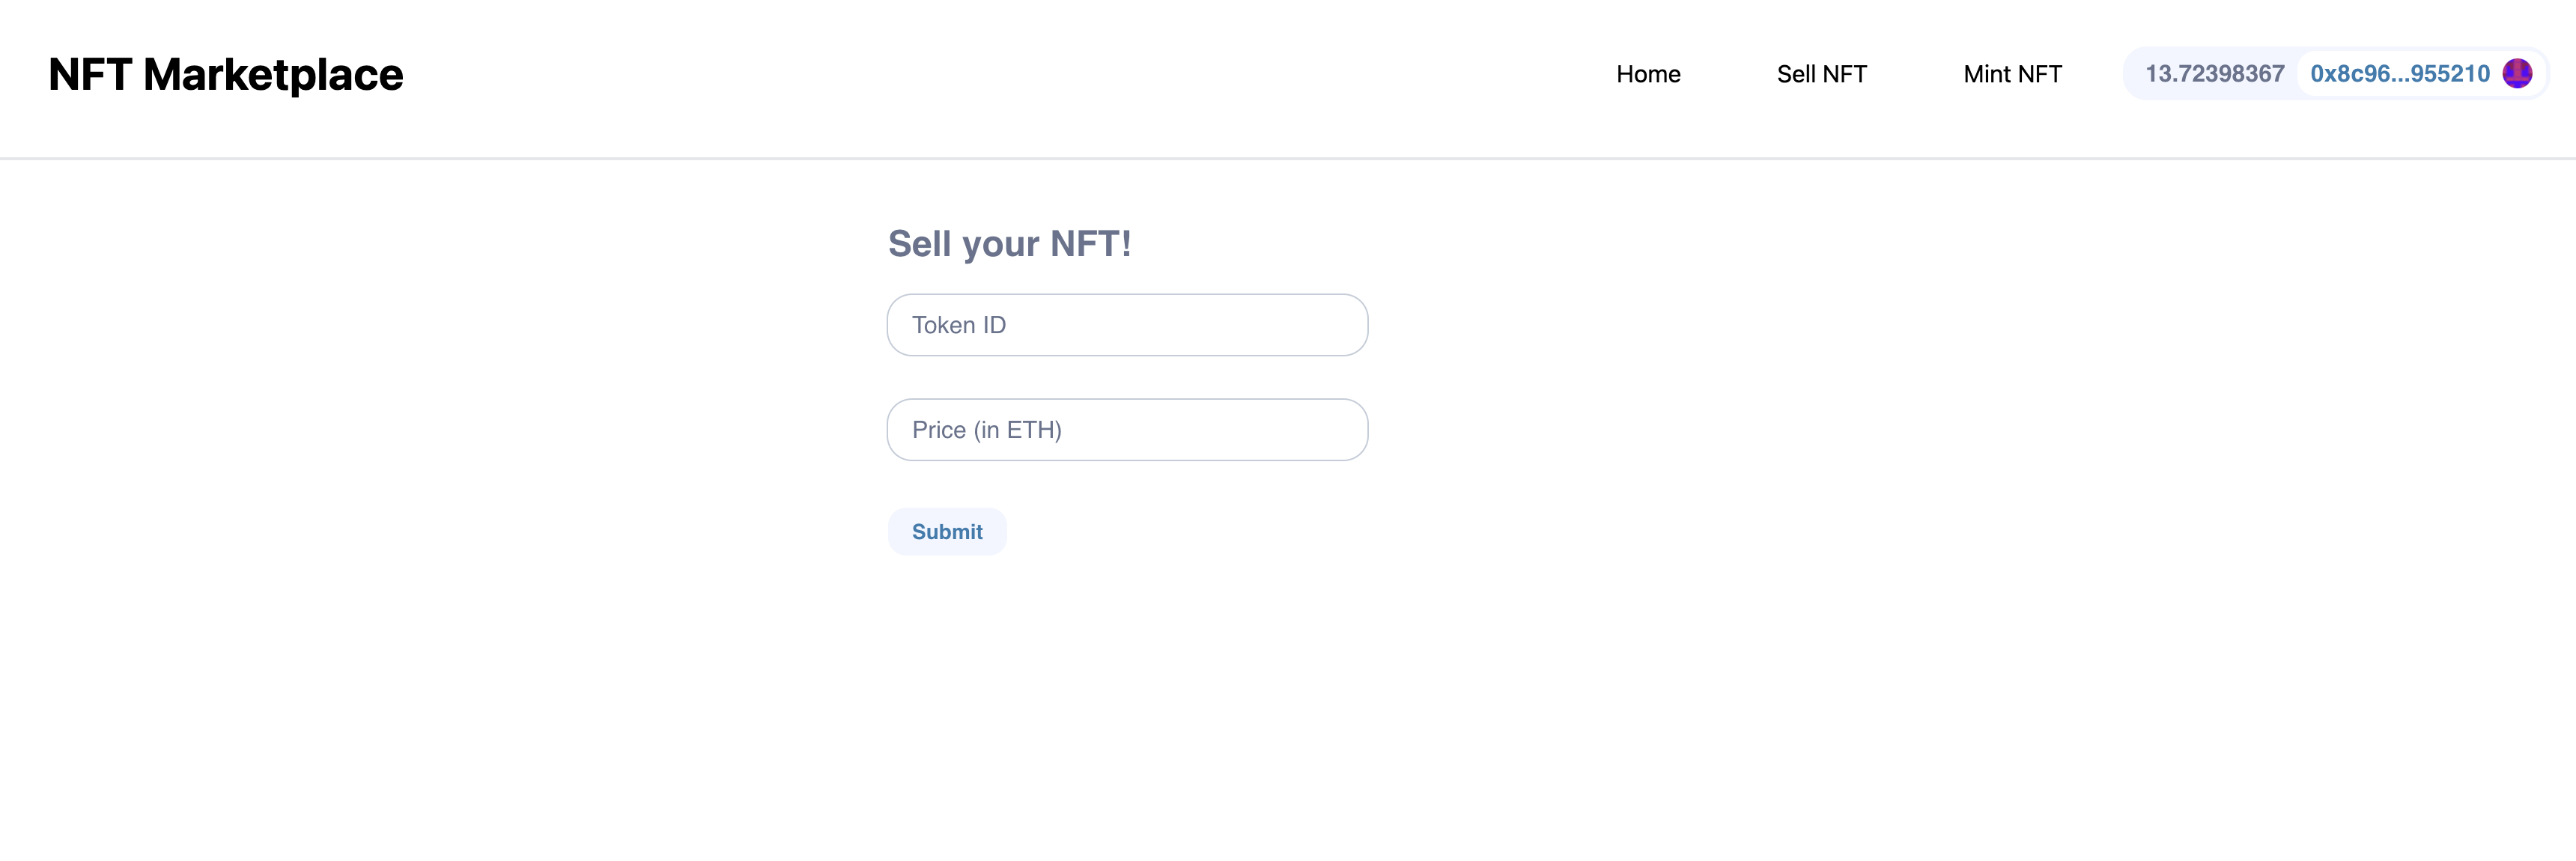 NFT Marketplace
Home
Sell NFT
Mint NFT
13.72398367
0x8c96...955210
Sell your NFT!
Token ID
Price (in ETH)
Submit